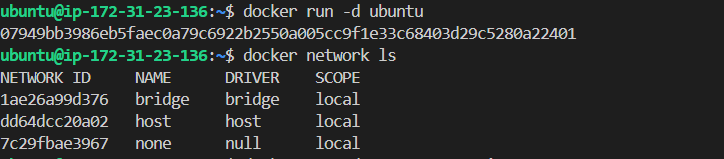 ubuntu@ip-172-31-23-136:~$ docker run -d ubuntu
07949bb3986eb5faec0a79c6922b2550a005cc9f1e33c68403d29c5280a22401
ubuntu@ip-172-31-23-136:~$ docker network ls
NETWORK ID     NAME      DRIVER    SCOPE
1ae26a99d376   bridge    bridge    local
dd64dcc20a02   host      host      local
7c29fbae3967   none      null      local